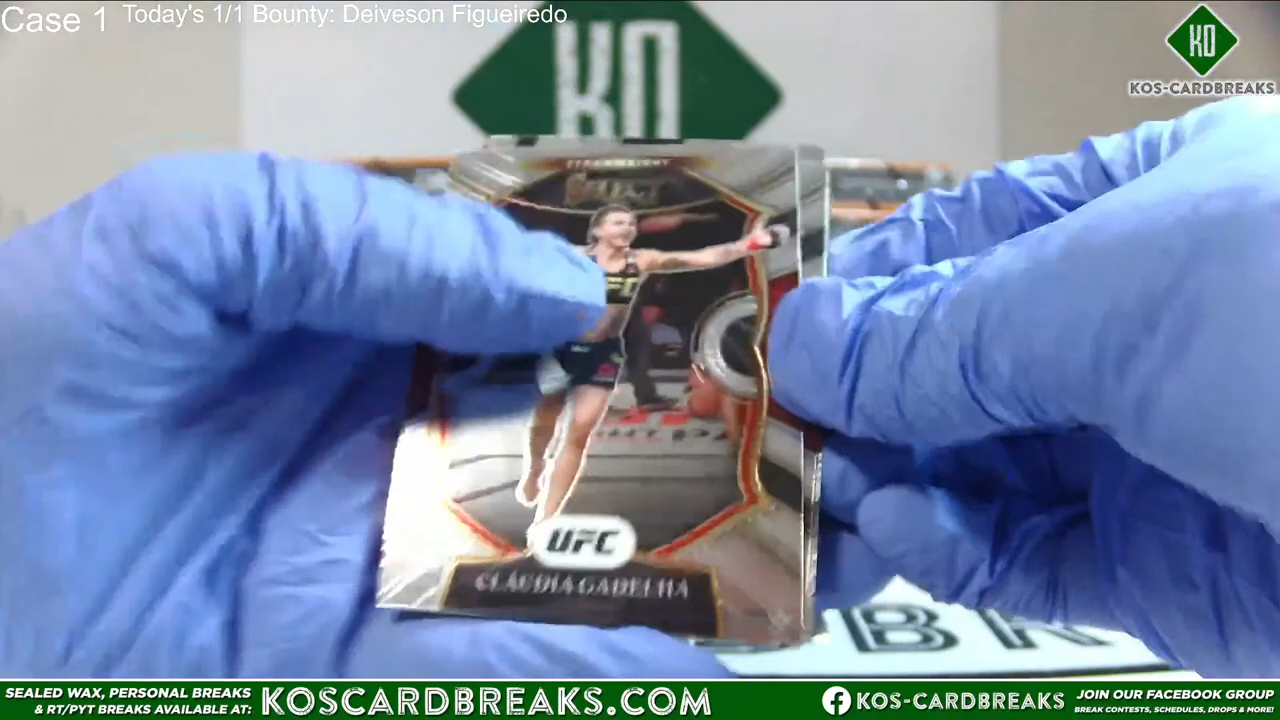 Case 1
Today's 1/1 Bounty: Deiveson Figueiredo
KO
KO
KOS-CARDBREAKS
Select
UFC
CLÁUDIA GADELHA
SEALED WAX, PERSONAL BREAKS
& RT/PYT BREAKS AVAILABLE AT:
KOSCARDBREAKS.COM
KOS-CARDBREAKS
JOIN OUR FACEBOOK GROUP
BREAK CONTESTS, SCHEDULES, DROPS & MORE!